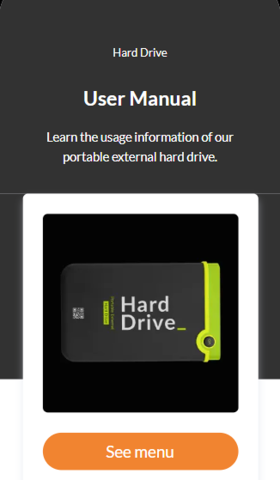 Hard Drive
User Manual
Learn the usage information of our
portable external hard drive.
Hard
Drive_
See menu